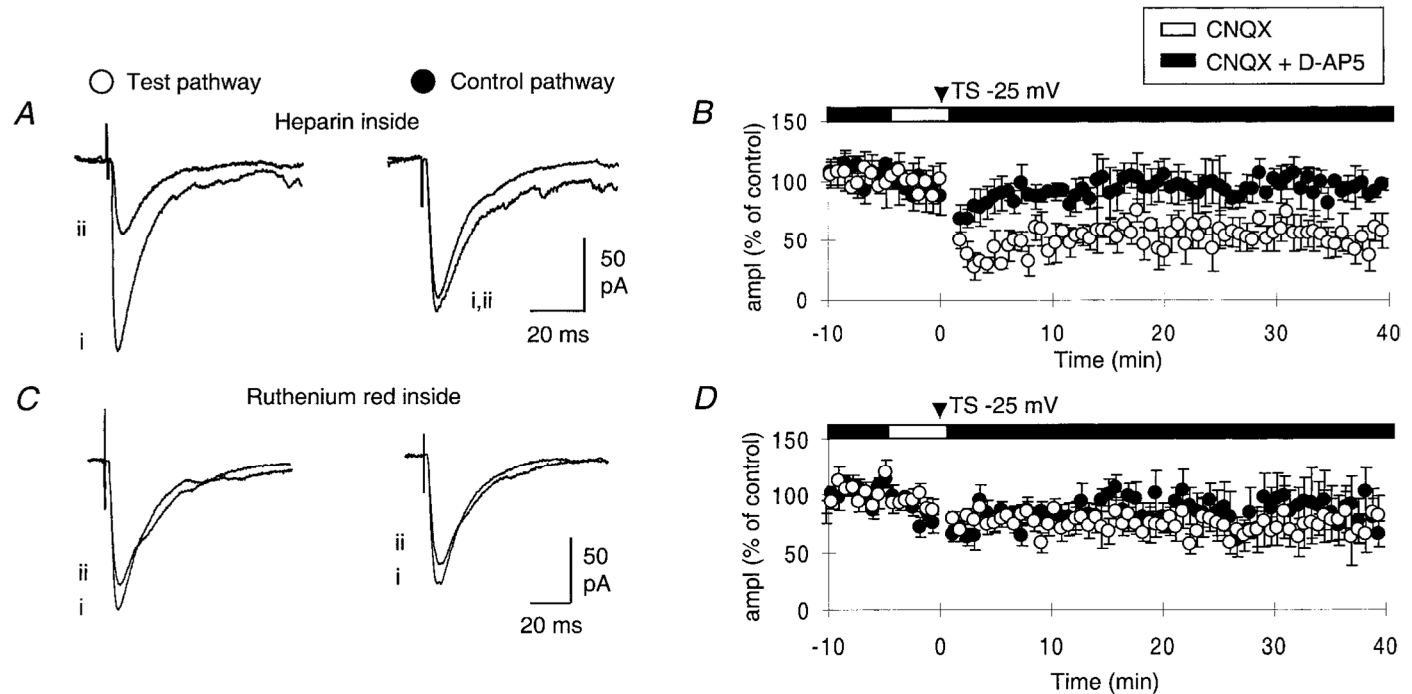 CNQX
CNQX + D-AP5
Test pathway
Control pathway
A
Heparin inside
ii
i
i,ii
50
pA
20 ms
B
TS -25 mV
ampl (% of control)
150
100
50
0
-10
0
10
20
30
40
Time (min)
C
Ruthenium red inside
ii
i
ii
i
50
pA
20 ms
D
TS -25 mV
ampl (% of control)
150
100
50
0
-10
0
10
20
30
40
Time (min)